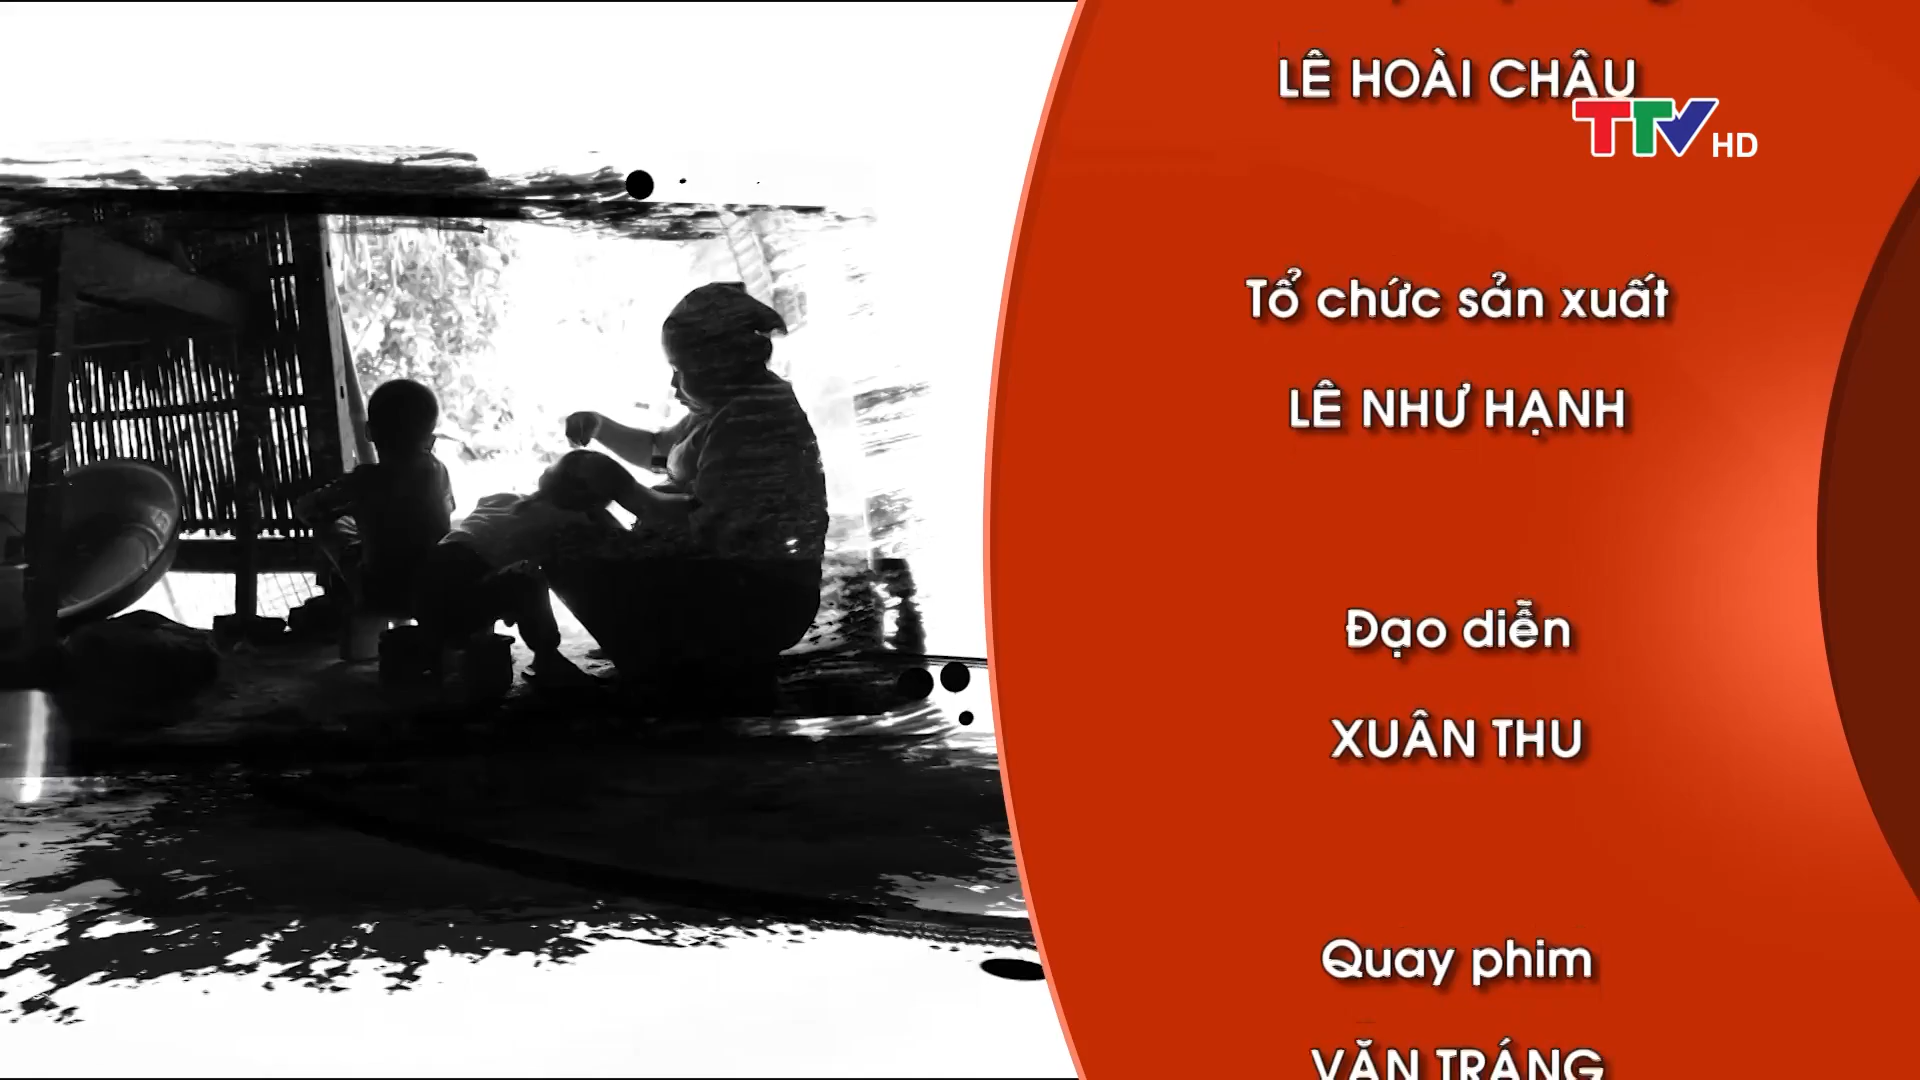 LÊ HOÀI CHÂU
TTV HD
Tổ chức sản xuất
LÊ NHƯ HẠNH
Đạo diễn
XUÂN THU
Quay phim
VĂN TRÁNG